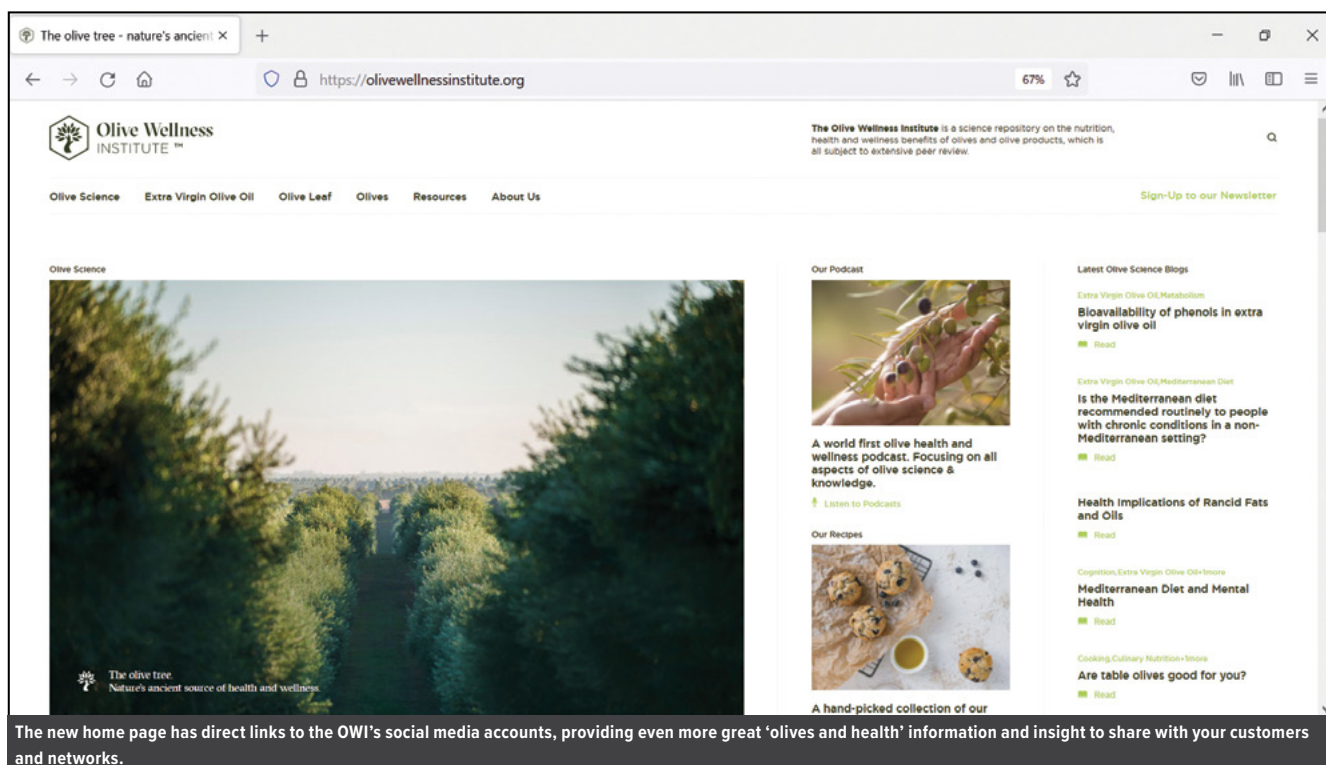 The olive tree - nature's ancient
https://olivewellnessinstitute.org
67%
Olive Wellness
INSTITUTE ™
The Olive Wellness Institute is a science repository on the nutrition,
health and wellness benefits of olives and olive products, which is
all subject to extensive peer review.
Olive Science
Extra Virgin Olive Oil
Olive Leaf
Olives
Resources
About Us
Sign-Up to our Newsletter
Olive Science
The olive tree.
Nature's ancient source of health and wellness.
Our Podcast
A world first olive health and
wellness podcast. Focusing on all
aspects of olive science &
knowledge.
Listen to Podcasts
Our Recipes
A hand-picked collection of our
Latest Olive Science Blogs
Extra Virgin Olive Oil,Metabolism
Bioavailability of phenols in extra
virgin olive oil
Read
Extra Virgin Olive Oil,Mediterranean Diet
Is the Mediterranean diet
recommended routinely to people
with chronic conditions in a non-
Mediterranean setting?
Read
Health Implications of Rancid Fats
and Oils
Read
Cognition,Extra Virgin Olive Oil+1more
Mediterranean Diet and Mental
Health
Read
Cooking,Culinary Nutrition+1more
Are table olives good for you?
Read
The new home page has direct links to the OWI's social media accounts, providing even more great ‘olives and health’ information and insight to share with your customers
and networks.